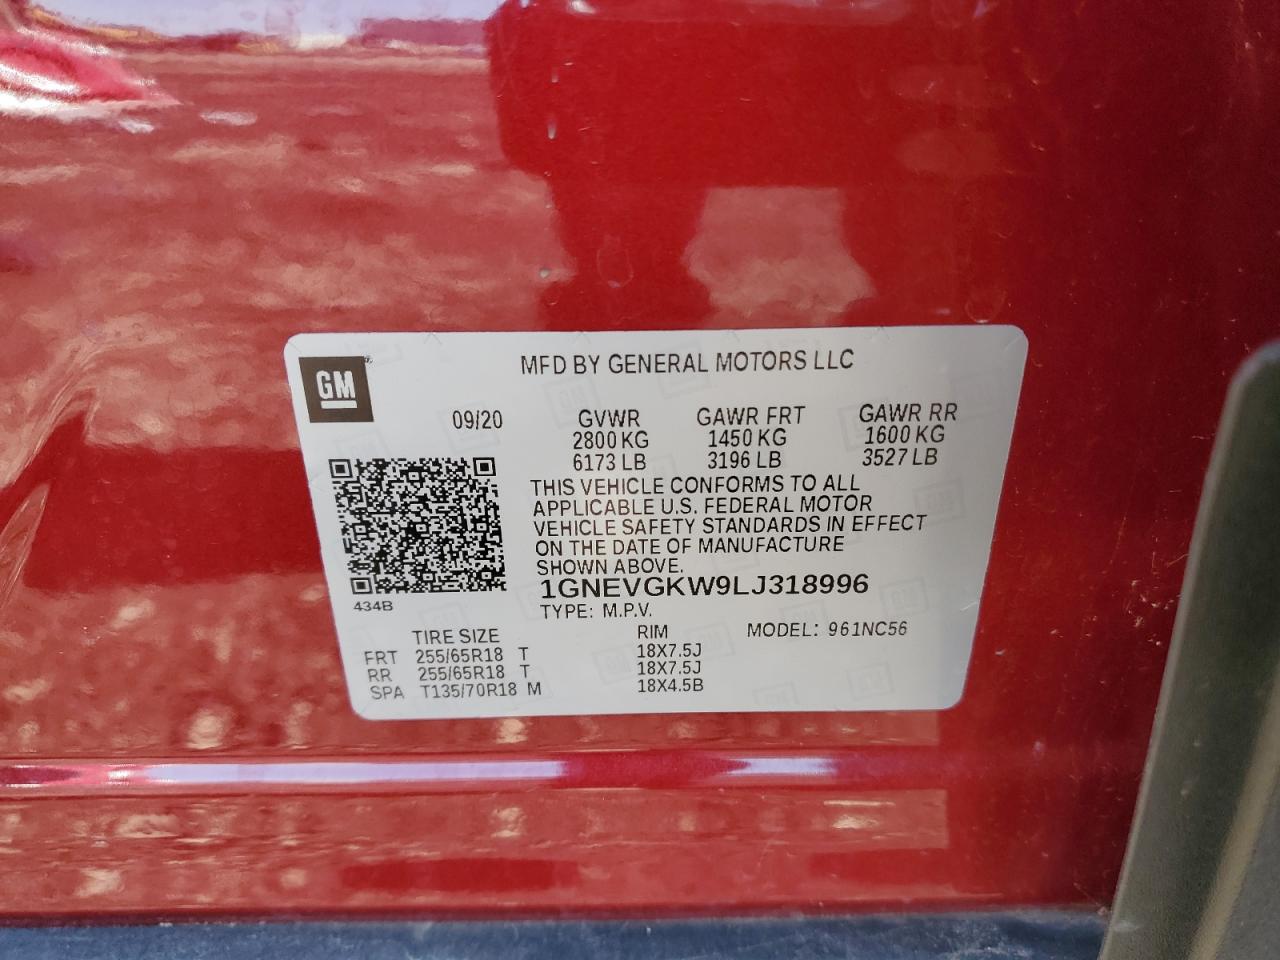 MFD BY GENERAL MOTORS LLC
GM
09/20 GVWR GAWR FRT GAWR RR
2800 KG 1450 KG 1600 KG
6173 LB 3196 LB 3527 LB
THIS VEHICLE CONFORMS TO ALL
APPLICABLE U.S. FEDERAL MOTOR
VEHICLE SAFETY STANDARDS IN EFFECT
ON THE DATE OF MANUFACTURE
SHOWN ABOVE.
1GNEVGKW9LJ318996
434B
TYPE: M.P.V.
TIRE SIZE RIM MODEL: 961NC56
FRT 255/65R18 T 18X7.5J
RR 255/65R18 T 18X7.5J
SPA T135/70R18 M 18X4.5B